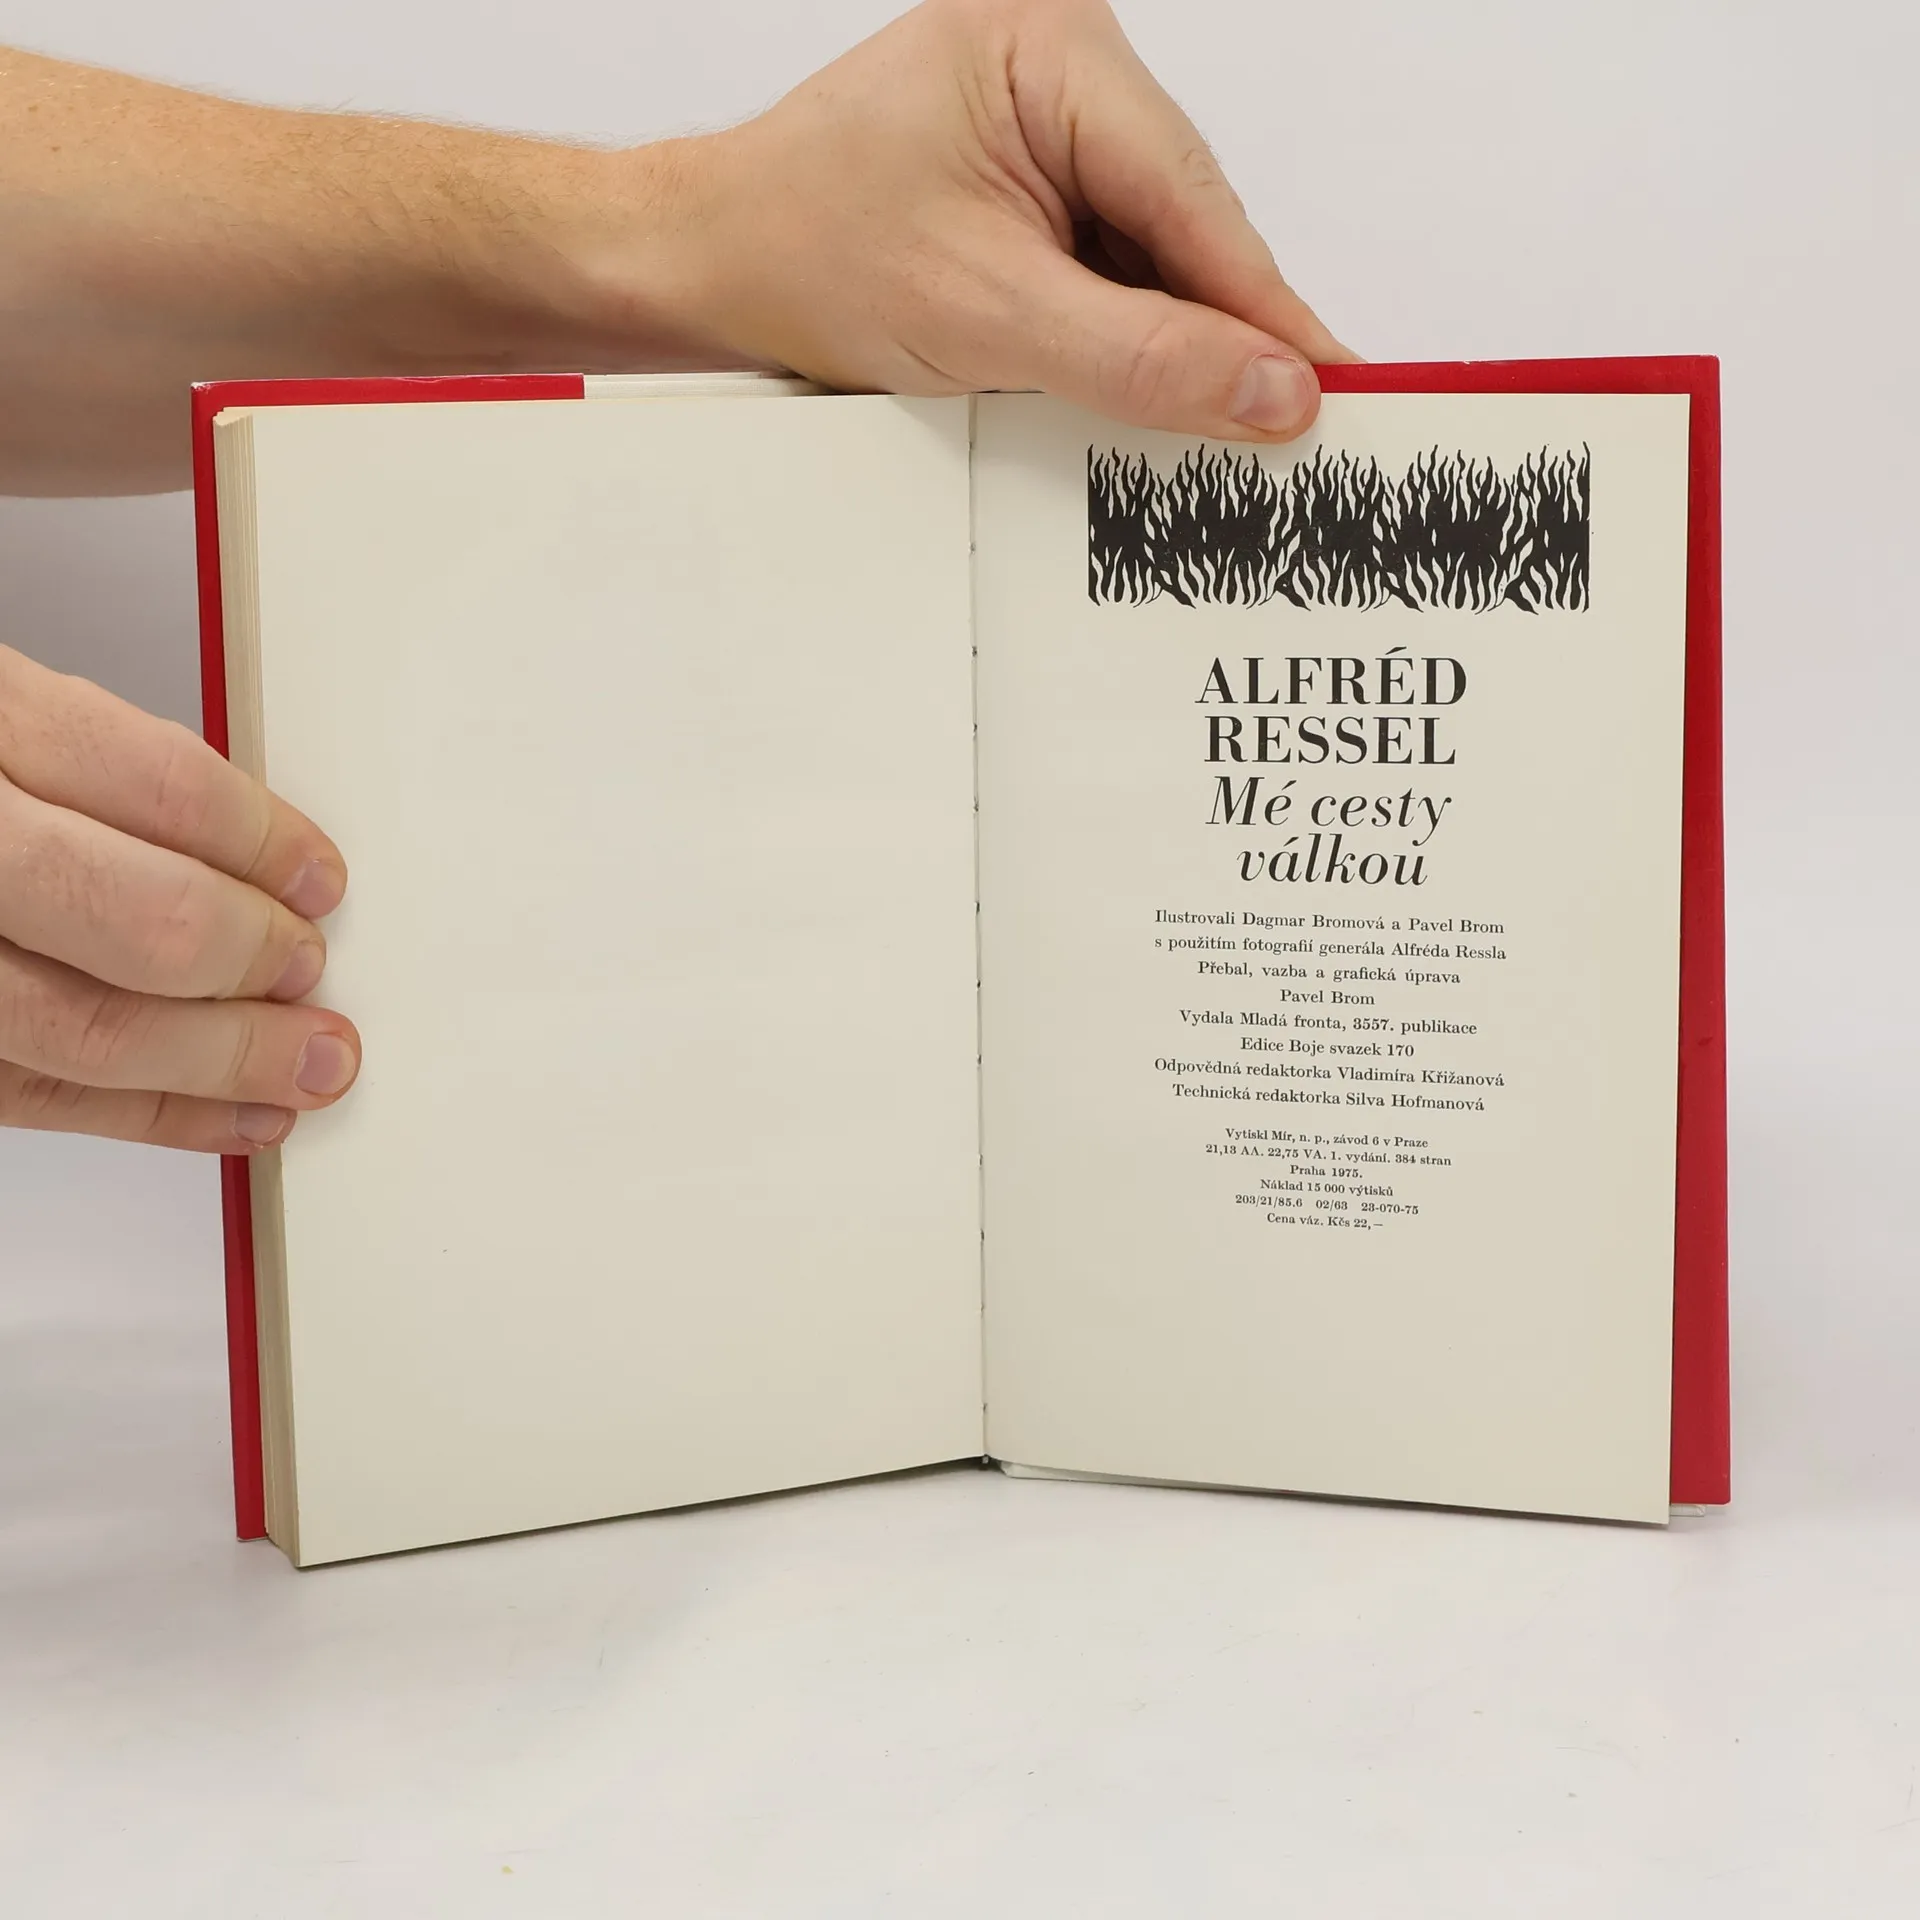 ALFRÉD
RESSEL
Mé cesty
válkou
Ilustrovali Dagmar Bromová a Pavel Brom
s použitím fotografií generála Alfréda Ressla
Přebal, vazba a grafická úprava
Pavel Brom
Vydala Mladá fronta, 3557. publikace
Edice Boje svazek 170
Odpovědná redaktorka Vladimíra Křižanová
Technická redaktorka Silva Hofmanová
Vytiskl Mír, n. p., závod 6 v Praze
21,13 AA. 22,75 VA. 1. vydání. 384 stran
Praha 1975.
Náklad 15 000 výtisků
203/21/85.6 02/63 23-070-75
Cena váz. Kčs 22,—